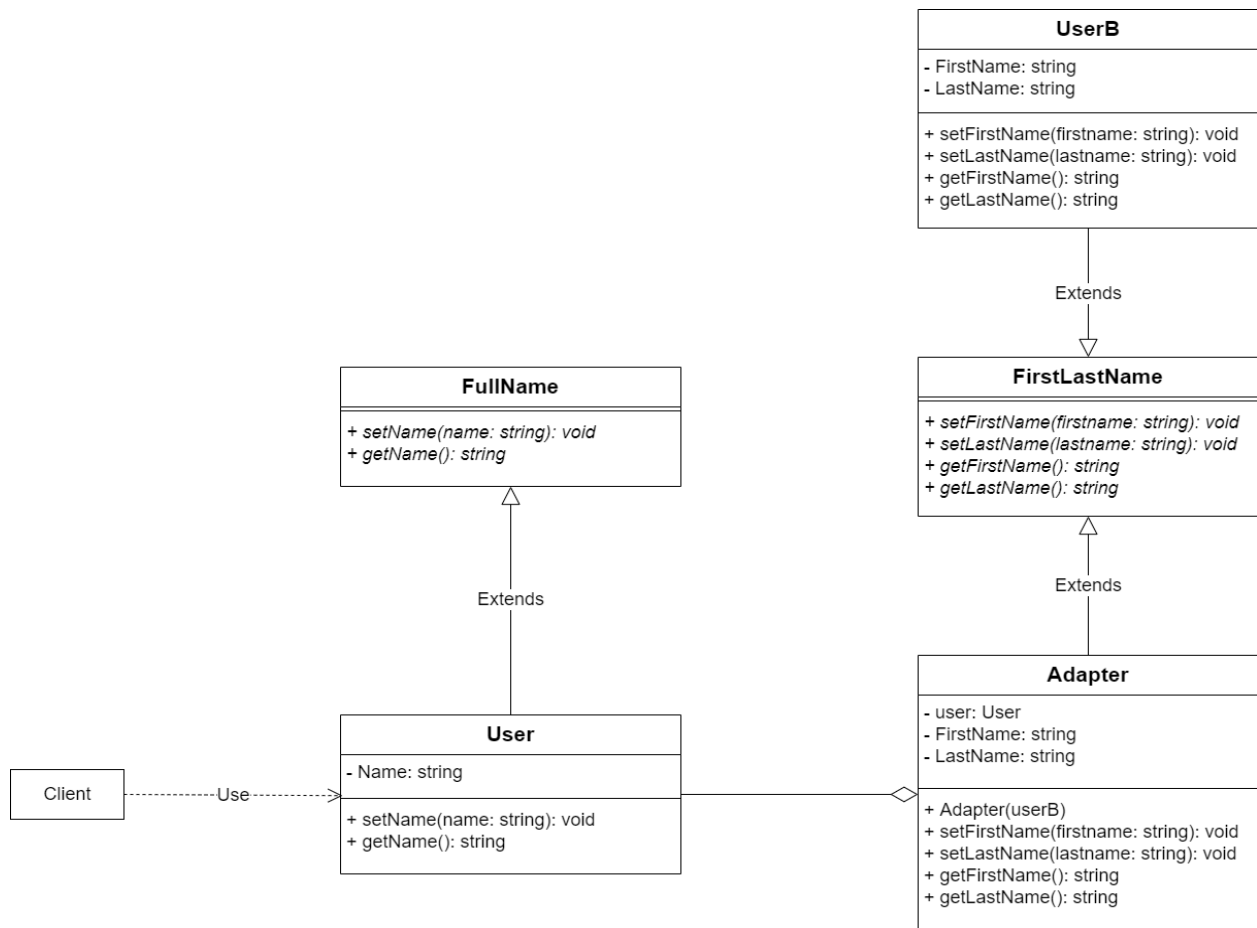 UserB
- FirstName: string
- LastName: string
+ setFirstName(firstname: string): void
+ setLastName(lastname: string): void
+ getFirstName(): string
+ getLastName(): string
Extends
FullName
+ setName(name: string): void
+ getName(): string
FirstLastName
+ setFirstName(firstname: string): void
+ setLastName(lastname: string): void
+ getFirstName(): string
+ getLastName(): string
Extends
Extends
Client
Use
User
- Name: string
+ setName(name: string): void
+ getName(): string
Adapter
- user: User
- FirstName: string
- LastName: string
+ Adapter(userB)
+ setFirstName(firstname: string): void
+ setLastName(lastname: string): void
+ getFirstName(): string
+ getLastName(): string